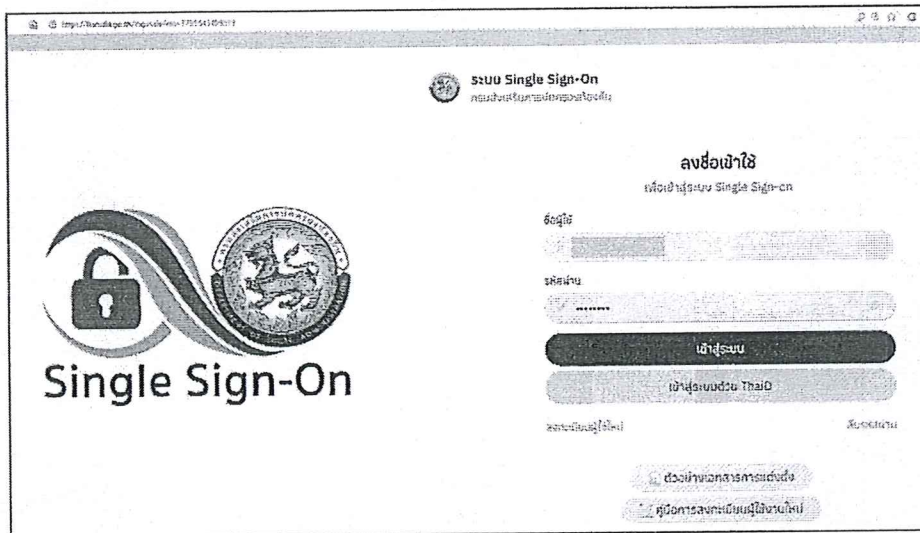 ระบบ Single Sign-On
กรมส่งเสริมการปกครองท้องถิ่น
ลงชื่อเข้าใช้
เพื่อเข้าสู่ระบบ Single Sign-on
ชื่อผู้ใช้
รหัสผ่าน
เข้าสู่ระบบ
เข้าสู่ระบบด้วย ThaiD
ลงทะเบียนผู้ใช้ใหม่
ลืมรหัสผ่าน
ตัวอย่างเอกสารการแต่งตั้ง
คู่มือการลงทะเบียนผู้ใช้งานใหม่
Single Sign-On